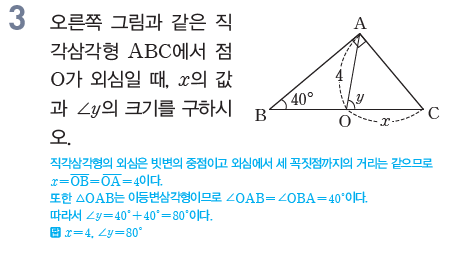 3
오른쪽 그림과 같은 직
각삼각형 ABC에서 점
O가 외심일 때, x의 값
과 ∠y의 크기를 구하시
오.
A
4
40°
y
B
O
x
C
직각삼각형의 외심은 빗변의 중점이고 외심에서 세 꼭짓점까지의 거리는 같으므로
x=O̅B̅=O̅A̅=4이다.
또한 △OAB는 이등변삼각형이므로 ∠OAB=∠OBA=40°이다.
따라서 ∠y=40°+40°=80°이다.
답 x=4, ∠y=80°